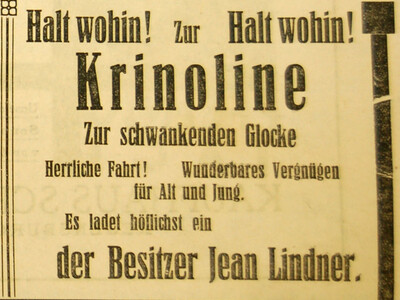 Halt wohin! Zur Halt wohin!
Krinoline
Zur schwankenden Glocke
Herrliche Fahrt! Wunderbares Vergnügen
für Alt und Jung.
Es ladet höflichst ein
der Besitzer Jean Lindner.